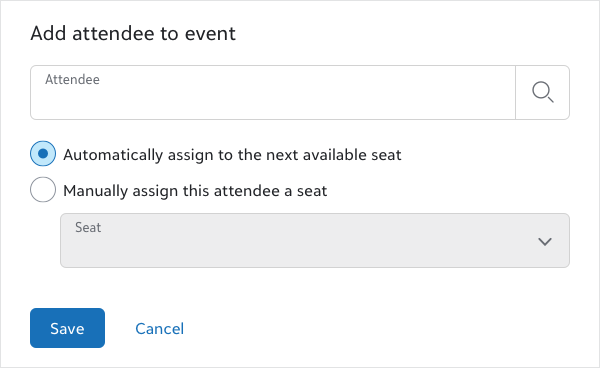 Add attendee to event
Attendee
Automatically assign to the next available seat
Manually assign this attendee a seat
Seat
Save Cancel